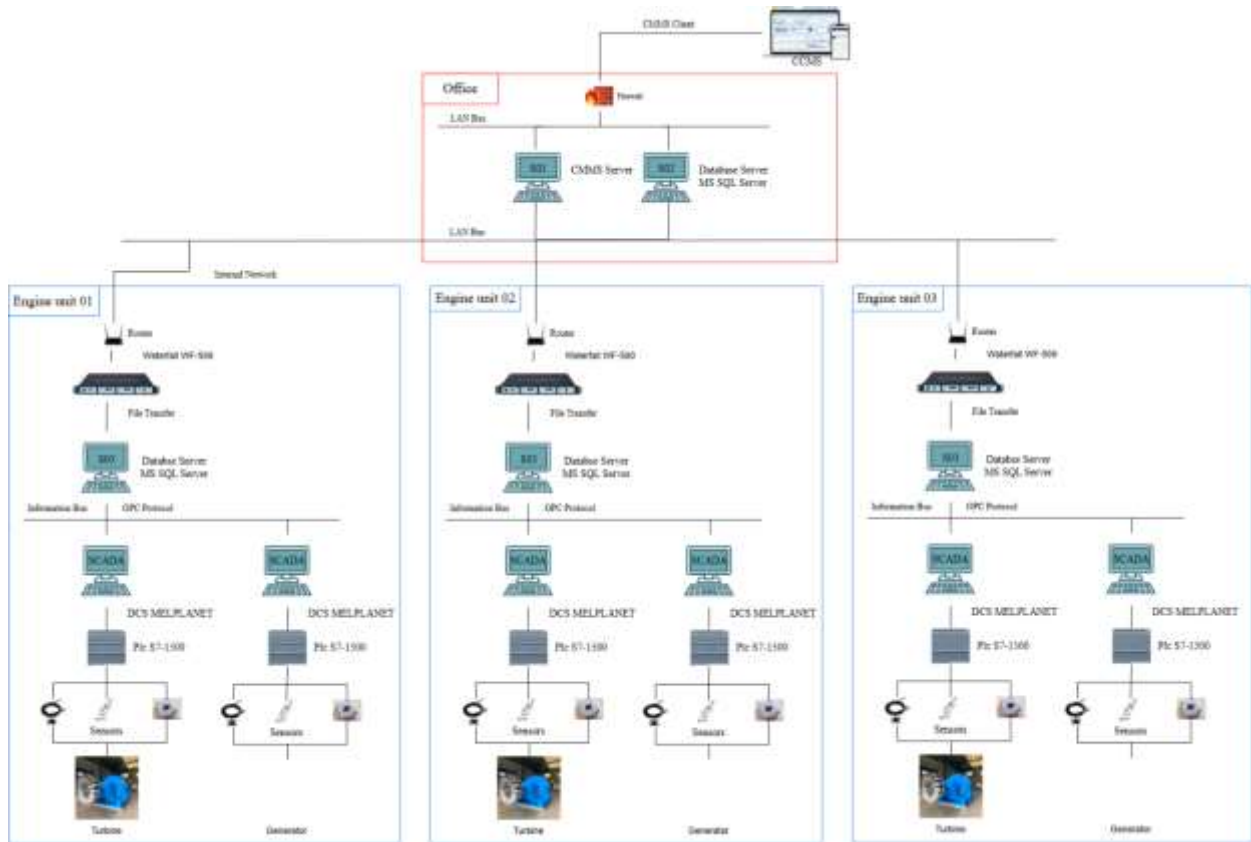 CMMS Client
CCMS
Office
Firewall
LAN Bus
CMMS Server
Database Server
MS SQL Server
LAN Bus
Internal Network
Engine unit 01
Router
Waterfall WF-500
File Transfer
Databse Server
MS SQL Server
Information Bus
OPC Protocol
SCADA
SCADA
DCS MELPLANET
DCS MELPLANET
Plc S7-1500
Plc S7-1500
Sensors
Sensors
Turbine
Generator
Engine unit 02
Router
Waterfall WF-500
File Transfer
Databse Server
MS SQL Server
Information Bus
OPC Protocol
SCADA
SCADA
DCS MELPLANET
DCS MELPLANET
Plc S7-1500
Plc S7-1500
Sensors
Sensors
Turbine
Generator
Engine unit 03
Router
Waterfall WF-500
File Transfer
Databse Server
MS SQL Server
Information Bus
OPC Protocol
SCADA
SCADA
DCS MELPLANET
DCS MELPLANET
Plc S7-1500
Plc S7-1500
Sensors
Sensors
Turbine
Generator